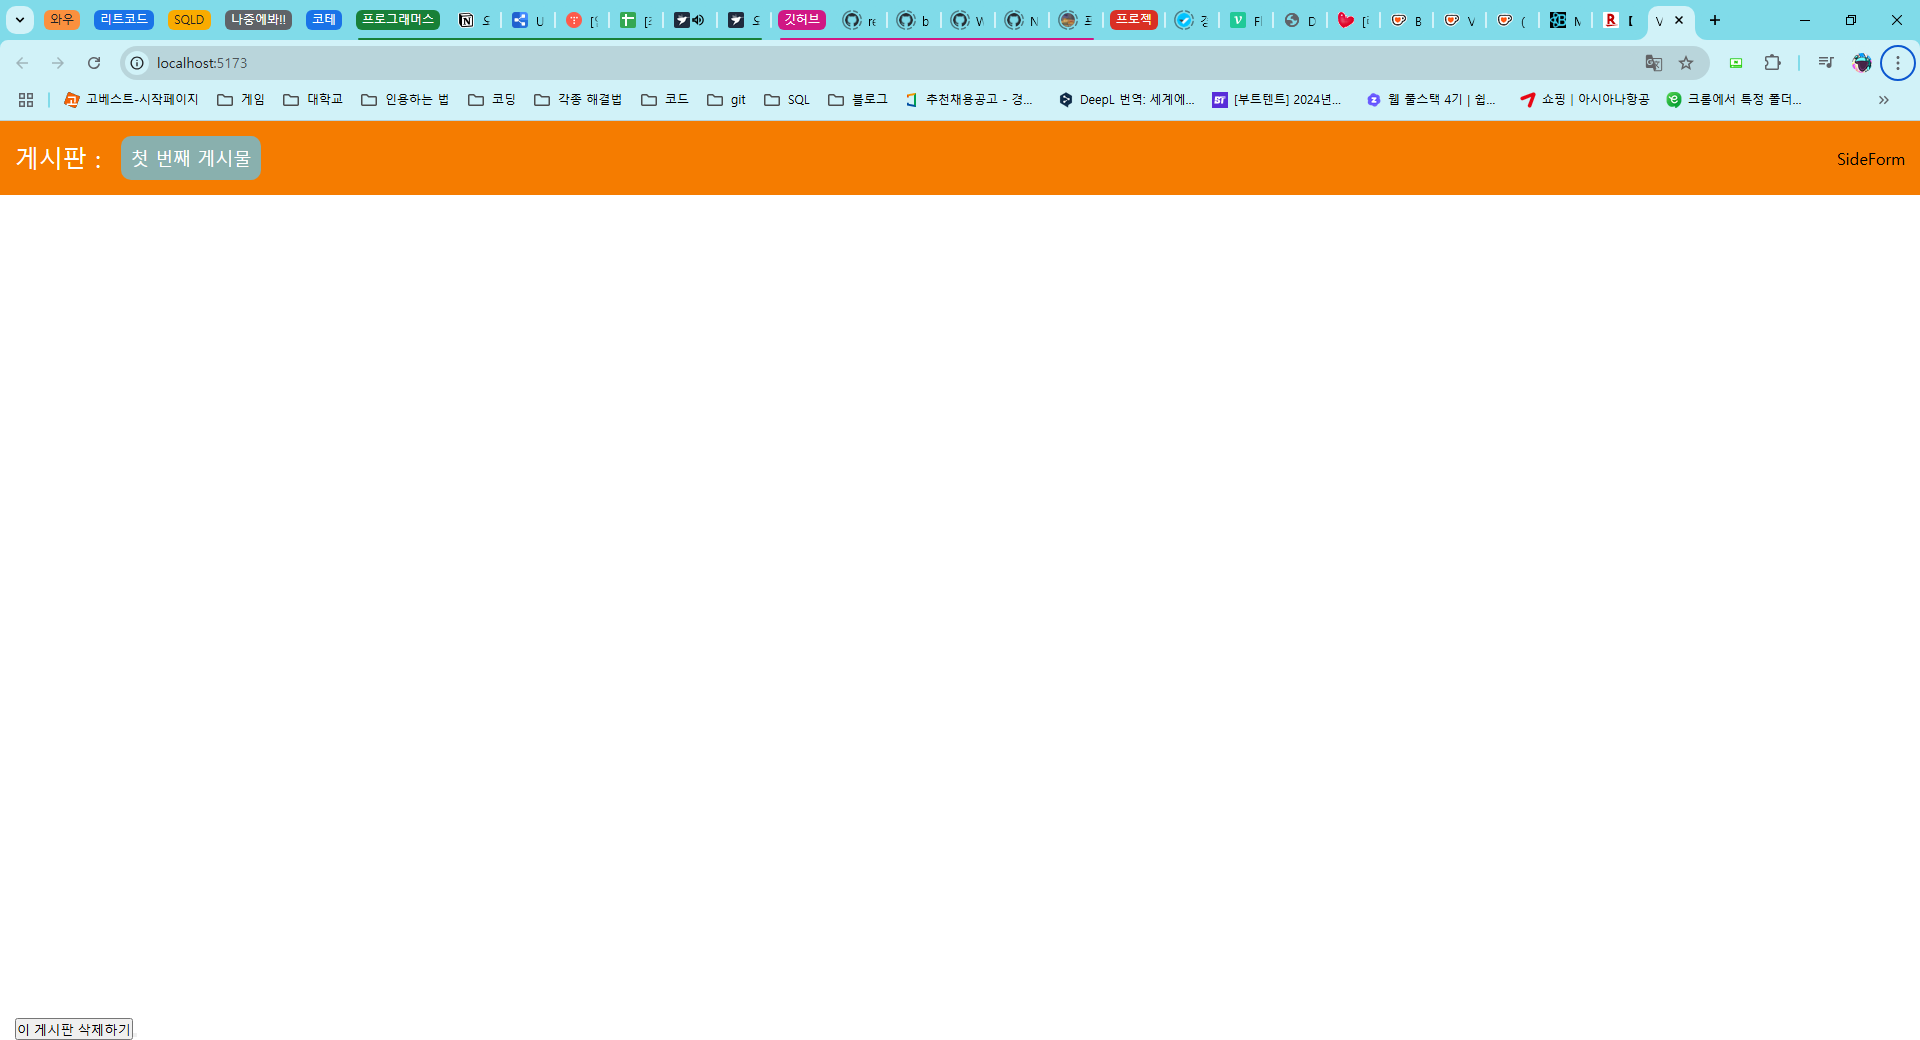 와우 리트코드 SQLD 나중에봐!! 코테 프로그래머스 U 깃허브 re b W N 프로젝 D B V ( V
localhost:5173
고베스트-시작페이지 게임 대학교 인용하는 법 코딩 각종 해결법 코드 git SQL 블로그 추천채용공고 - 경... DeepL 번역: 세계에... [부트텐트] 2024년... 웹 풀스택 4기 | 쉽... 쇼핑 | 아시아나항공 크롬에서 특정 폴더...
게시판 : 첫 번째 게시물 SideForm
이 게시판 삭제하기